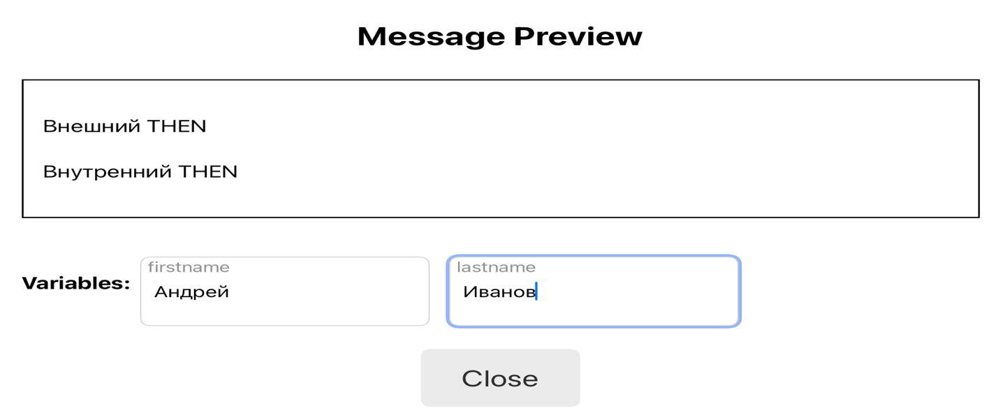 Message Preview
Внешний THEN
Внутренний THEN
Variables:
firstname
Андрей
lastname
Иванов
Close